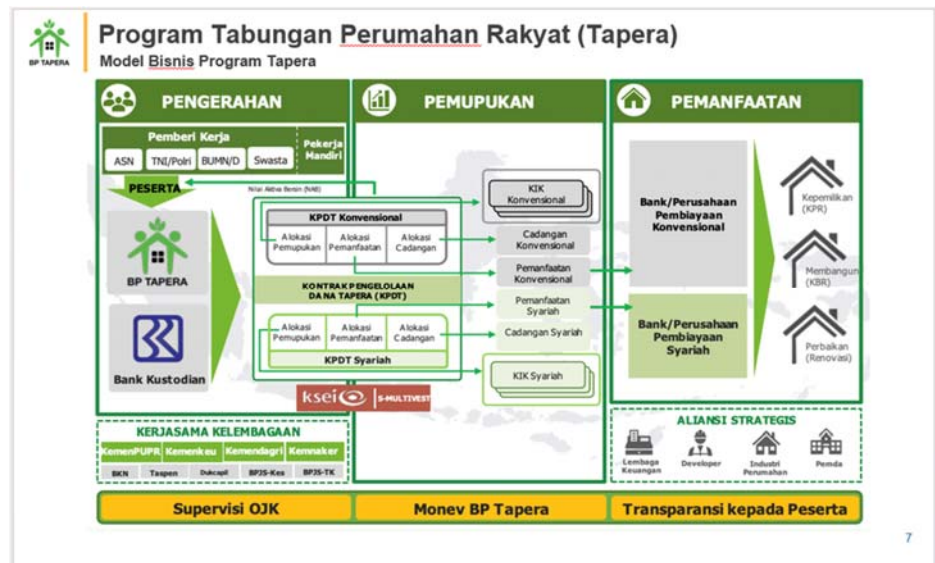 BP TAPERA
Program Tabungan Perumahan Rakyat (Tapera)
Model Bisnis Program Tapera
PENGERAHAN
Pemberi Kerja
ASN
TNI/Polri
BUMN/D
Swasta
Pekerja
Mandiri
PESERTA
Nilai Aktiva Bersih (NAB)
BP TAPERA
Bank Kustodian
KPDT Konvensional
Alokasi
Pemupukan
Alokasi
Pemanfaatan
Alokasi
Cadangan
KONTRAK PENGELOLAAN
DANA TAPERA (KPDT)
Alokasi
Pemupukan
Alokasi
Pemanfaatan
Alokasi
Cadangan
KPDT Syariah
ksei
S-MULTIVEST
PEMUPUKAN
KIK
Konvensional
Cadangan
Konvensional
Pemanfaatan
Konvensional
Pemanfaatan
Syariah
Cadangan Syariah
KIK Syariah
PEMANFAATAN
Bank/Perusahaan
Pembiayaan
Konvensional
Bank/Perusahaan
Pembiayaan
Syariah
Kepemilikan
(KPR)
Membangun
(KBR)
Perbaikan
(Renovasi)
KERJASAMA KELEMBAGAAN
KemenPUPR
Kemenkeu
Kemendagri
Kemnaker
BKN
Taspen
Dukcapil
BPJS-Kes
BPJS-TK
ALIANSI STRATEGIS
Lembaga
Keuangan
Developer
Industri
Perumahan
Pemda
Supervisi OJK
Monev BP Tapera
Transparansi kepada Peserta
7